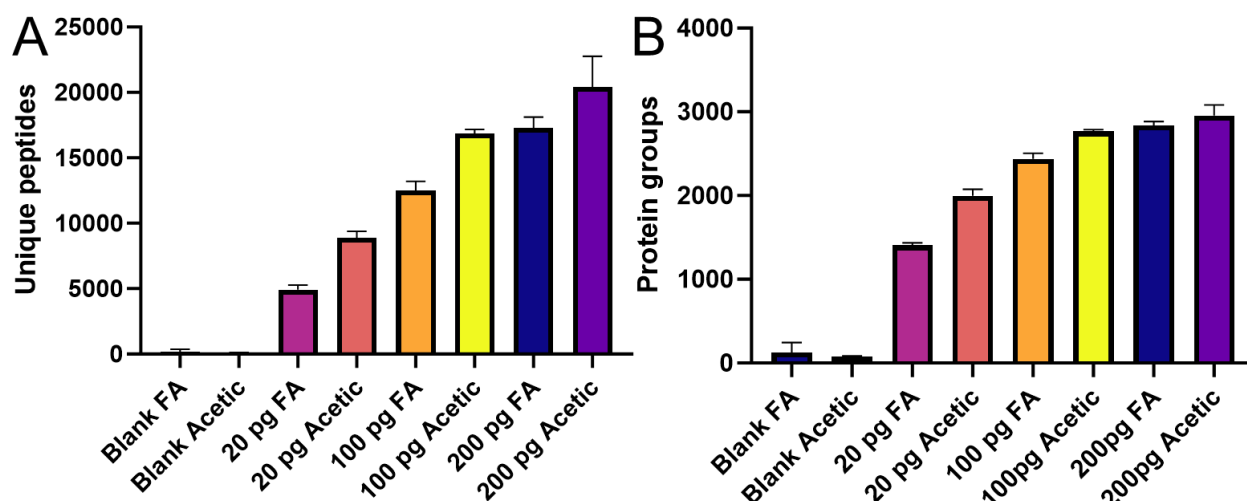 A
Unique peptides
25000
20000
15000
10000
5000
0
Blank FA
Blank Acetic
20 pg FA
20 pg Acetic
100 pg FA
100 pg Acetic
200 pg FA
200 pg Acetic
B
Protein groups
4000
3000
2000
1000
0
Blank FA
Blank Acetic
20 pg FA
20 pg Acetic
100 pg FA
100pg Acetic
200pg FA
200pg Acetic